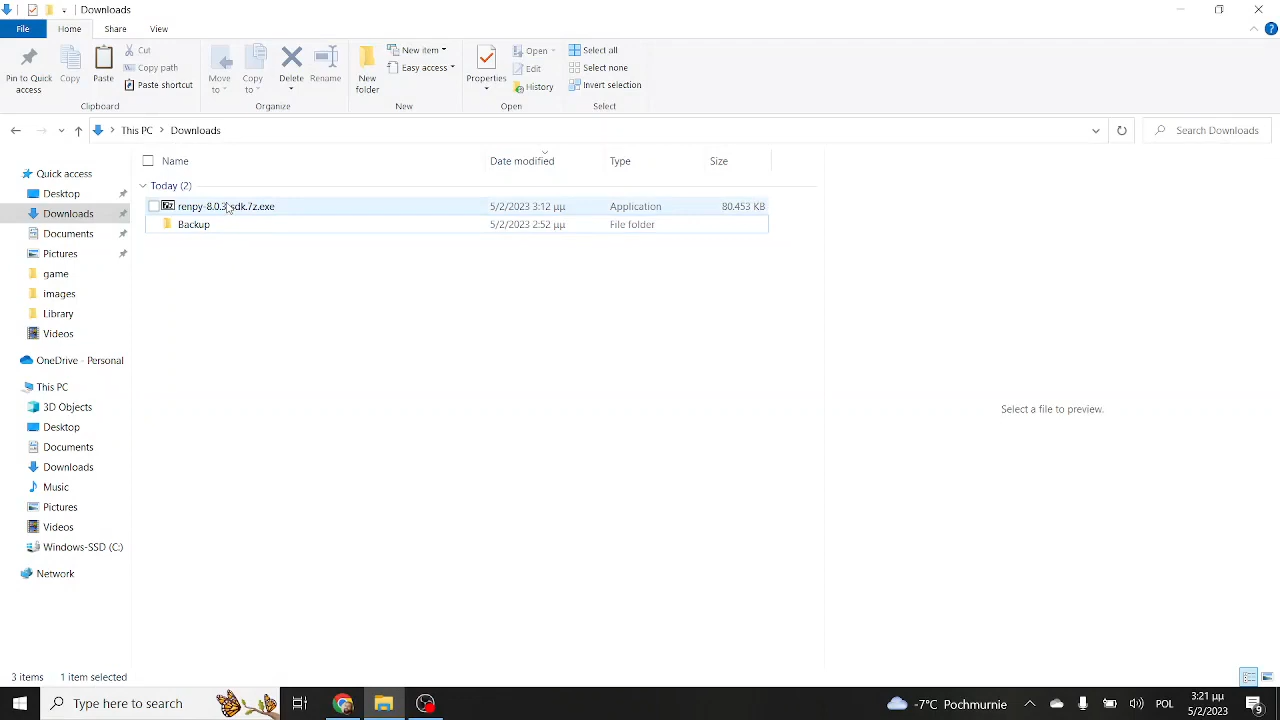 Downloads
File Home Share View
Pin to Quick access
Copy
Paste
Cut
Copy path
Paste shortcut
Clipboard
Move to
Copy to
Delete
Rename
Organize
New folder
New item
Easy access
New
Properties
Open
Edit
History
Open
Select all
Select none
Invert selection
Select
This PC Downloads
Search Downloads
Name Date modified Type Size
Today (2)
renpy-8.0.3-sdk.7z.exe 5/2/2023 3:12 μμ Application 80.453 KB
Backup 5/2/2023 2:52 μμ File folder
Quick access
Desktop
Downloads
Documents
Pictures
game
images
Library
Videos
OneDrive - Personal
This PC
3D Objects
Desktop
Documents
Downloads
Music
Pictures
Videos
Windows-SSD (C:)
Network
Select a file to preview.
3 items 1 item selected
Type here to search
-7°C Pochmurnie
ΡΟL
3:21 μμ
5/2/2023
9